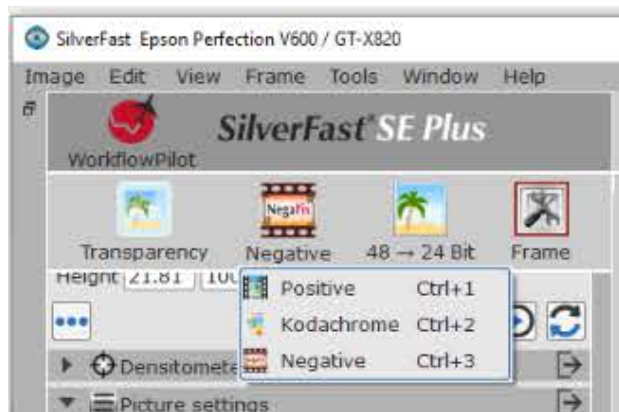 SilverFast Epson Perfection V600 / GT-X820
Image Edit View Frame Tools Window Help
SilverFast® SE Plus
WorkflowPilot
NegaFix
Transparency Negative 48 → 24 Bit Frame
Height 21.81
Positive Ctrl+1
Kodachrome Ctrl+2
Negative Ctrl+3
Picture settings